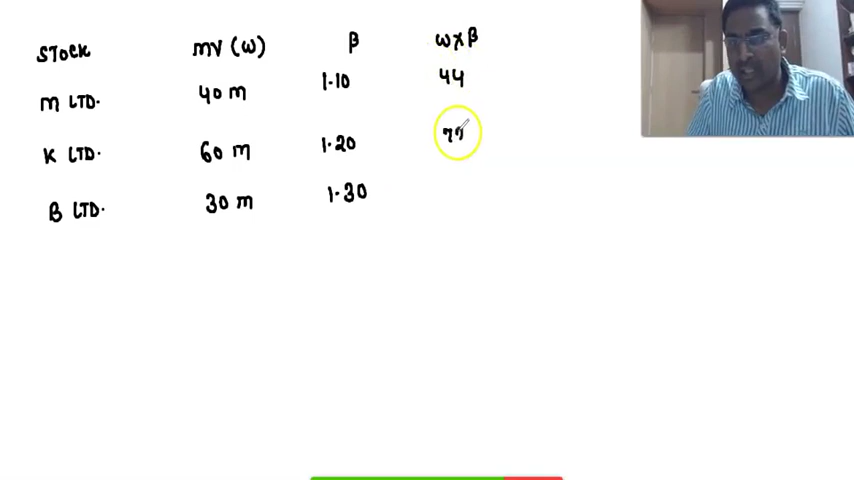 STOCK MV (W) β W×β
M LTD. 40 M 1.10 44
K LTD. 60 M 1.20
B LTD. 30 M 1.30